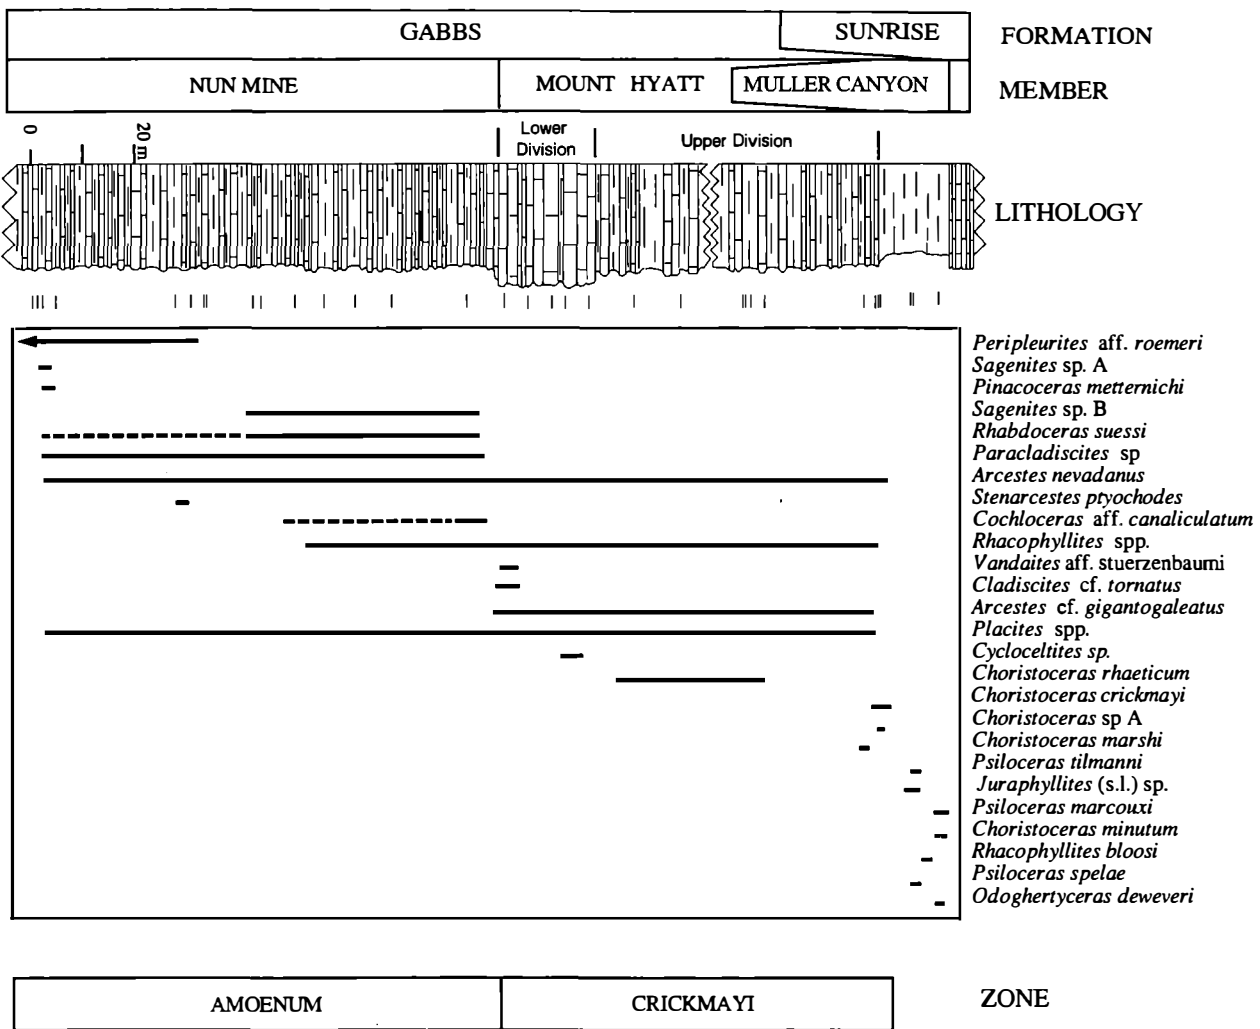 GABBS SUNRISE FORMATION
NUN MINE MOUNT HYATT MULLER CANYON MEMBER
0 20 m Lower Division Upper Division
LITHOLOGY
Peripleurites aff. roemeri
Sagenites sp. A
Pinacoceras metternichi
Sagenites sp. B
Rhabdoceras suessi
Paracladiscites sp
Arcestes nevadanus
Stenarcestes ptyochodes
Cochloceras aff. canaliculatum
Rhacophyllites spp.
Vandaites aff. stuerzenbaumi
Cladiscites cf. tornatus
Arcestes cf. gigantogaleatus
Placites spp.
Cycloceltites sp.
Choristoceras rhaeticum
Choristoceras crickmayi
Choristoceras sp A
Choristoceras marshi
Psiloceras tilmanni
Juraphyllites (s.l.) sp.
Psiloceras marcouxi
Choristoceras minutum
Rhacophyllites bloosi
Psiloceras spelae
Odoghertyceras deweveri
AMOENUM CRICKMAYI ZONE